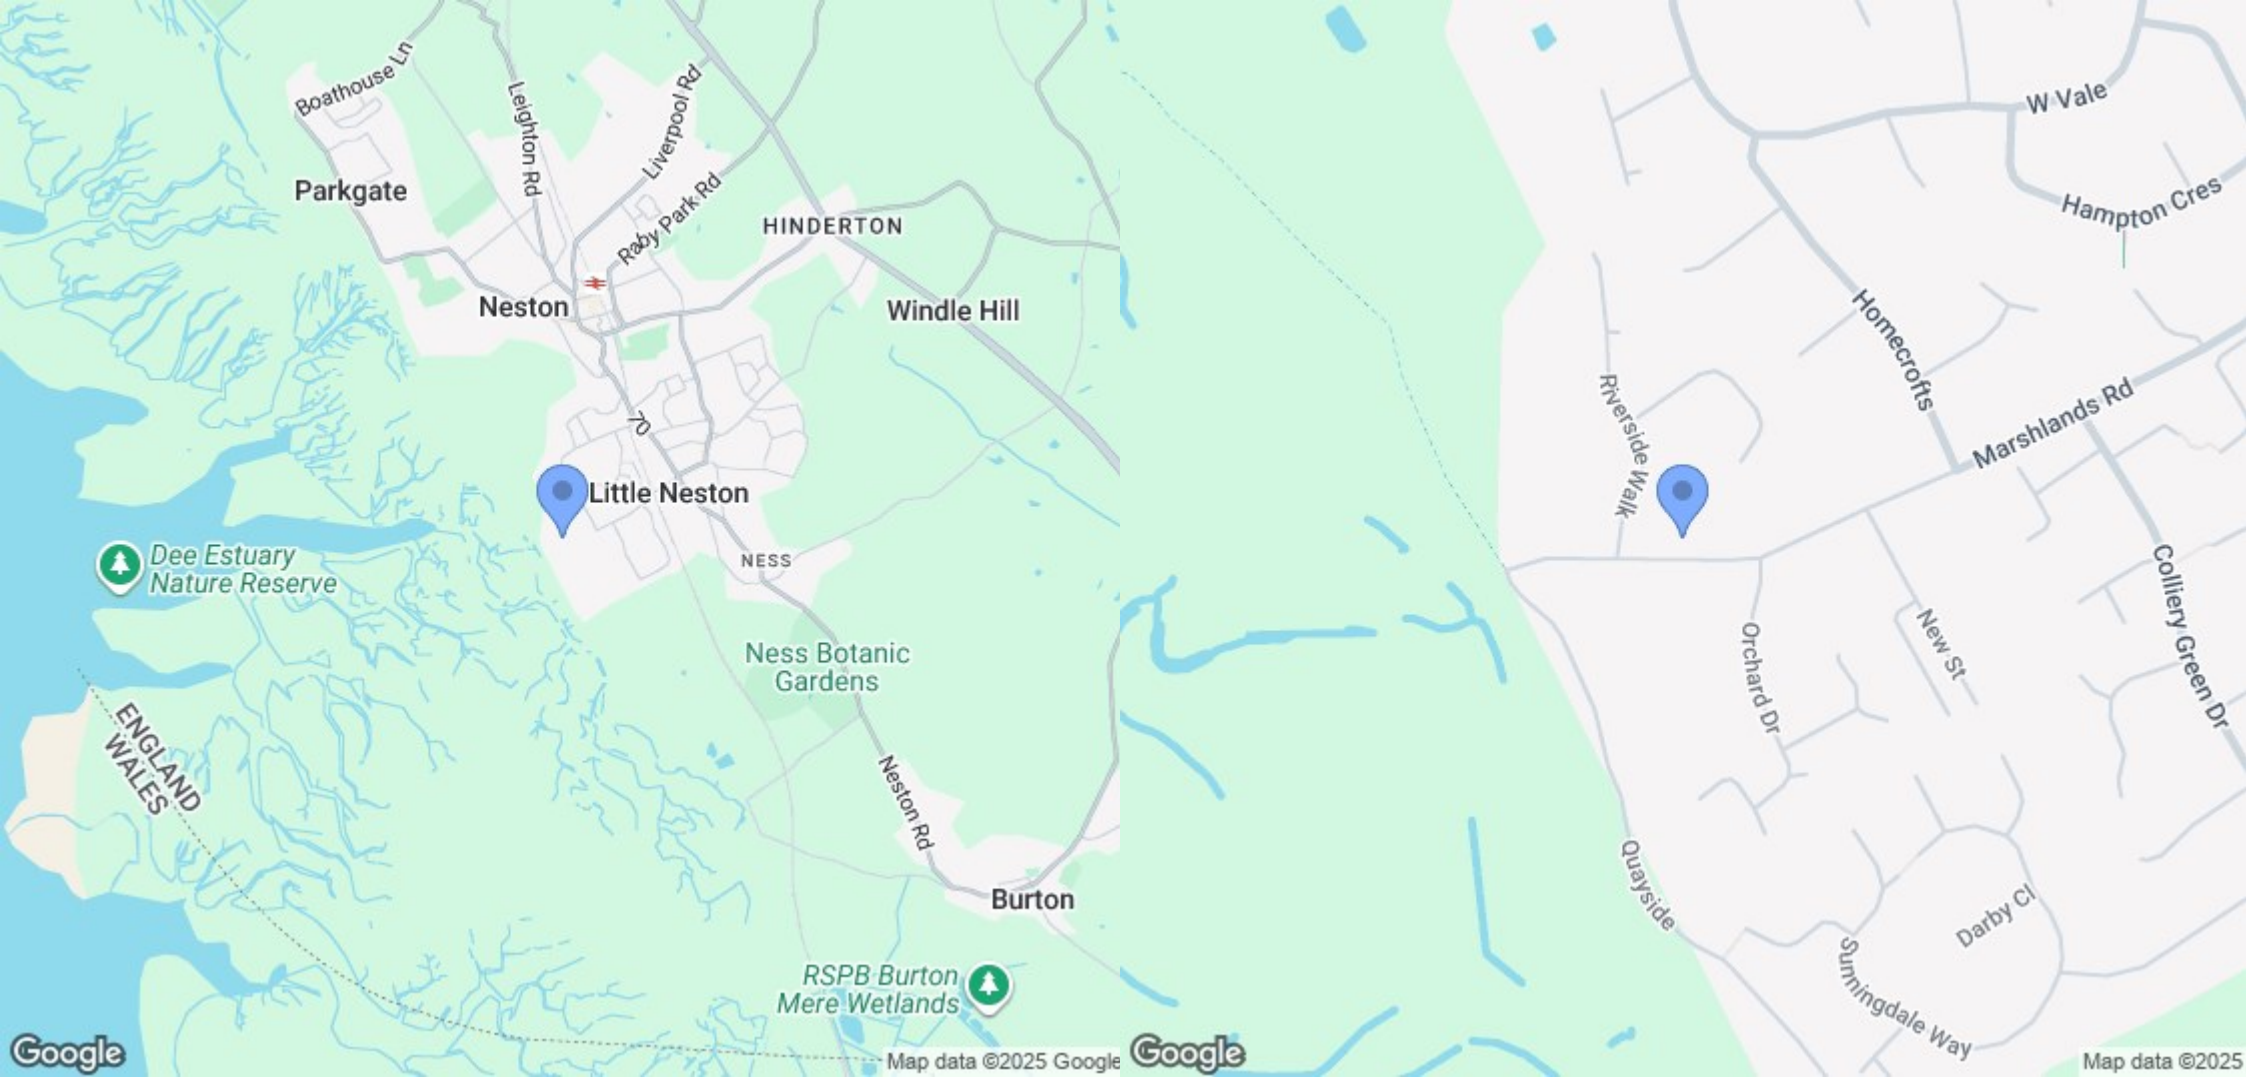 Boathouse Ln
Leighton Rd
Liverpool Rd
Parkgate
Raby Park Rd
HINDERTON
Neston
Windle Hill
70
Little Neston
NESS
Dee Estuary
Nature Reserve
Ness Botanic
Gardens
ENGLAND
WALES
Neston Rd
Burton
RSPB Burton
Mere Wetlands
Google
Map data ©2025 Google
W Vale
Hampton Cres
Homecrofts
Riverside Walk
Marshlands Rd
Colliery Green Dr
New St
Orchard Dr
Quayside
Darby Cl
Sunningdale Way
Google
Map data ©2025